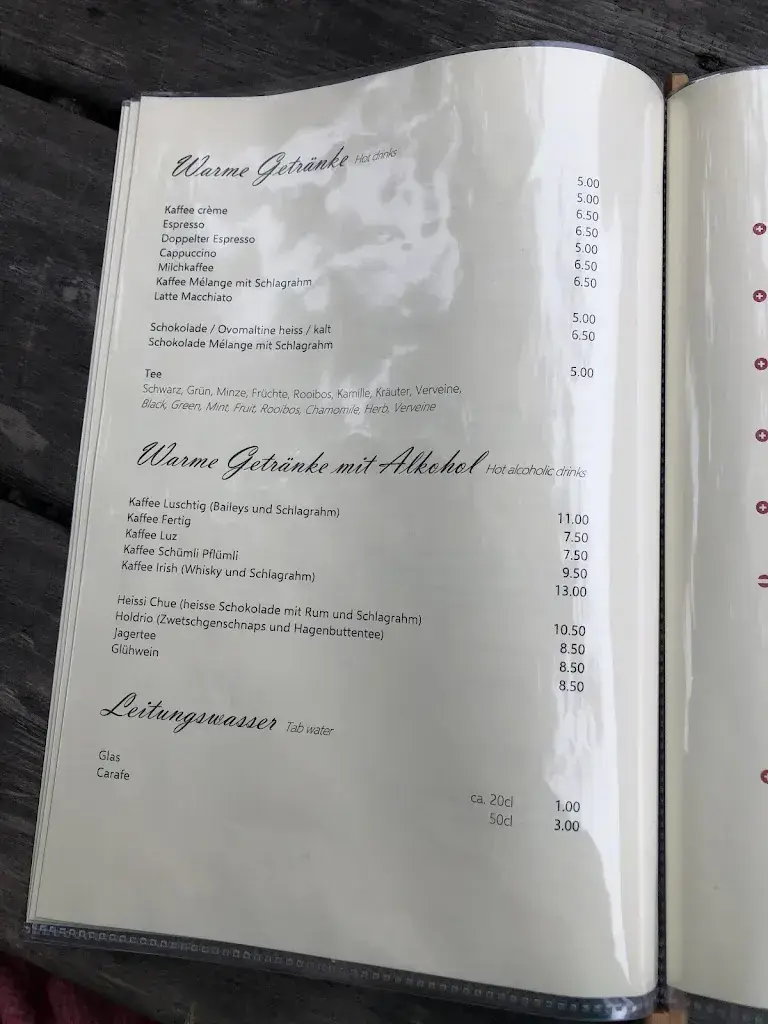 Warme Getränke Hot drinks
Kaffee crème 5.00
Espresso 5.00
Doppelter Espresso 6.50
Cappuccino 6.50
Milchkaffee 5.00
Kaffee Mélange mit Schlagrahm 6.50
Latte Macchiato 6.50
Schokolade / Ovomaltine heiss / kalt 5.00
Schokolade Mélange mit Schlagrahm 6.50
Tee 5.00
Schwarz, Grün, Minze, Früchte, Rooibos, Kamille, Kräuter, Verveine,
Black, Green, Mint, Fruit, Rooibos, Chamomile, Herb, Verveine
Warme Getränke mit Alkohol Hot alcoholic drinks
Kaffee Luschtig (Baileys und Schlagrahm) 11.00
Kaffee Fertig 7.50
Kaffee Luz 7.50
Kaffee Schümli Pflümli 9.50
Kaffee Irish (Whisky und Schlagrahm) 13.00
Heissi Chue (heisse Schokolade mit Rum und Schlagrahm) 10.50
Holdrio (Zwetschgenschnaps und Hagenbuttentee) 8.50
Jagertee 8.50
Glühwein 8.50
Leitungswasser Tab water
Glas ca. 20cl 1.00
Carafe 50cl 3.00